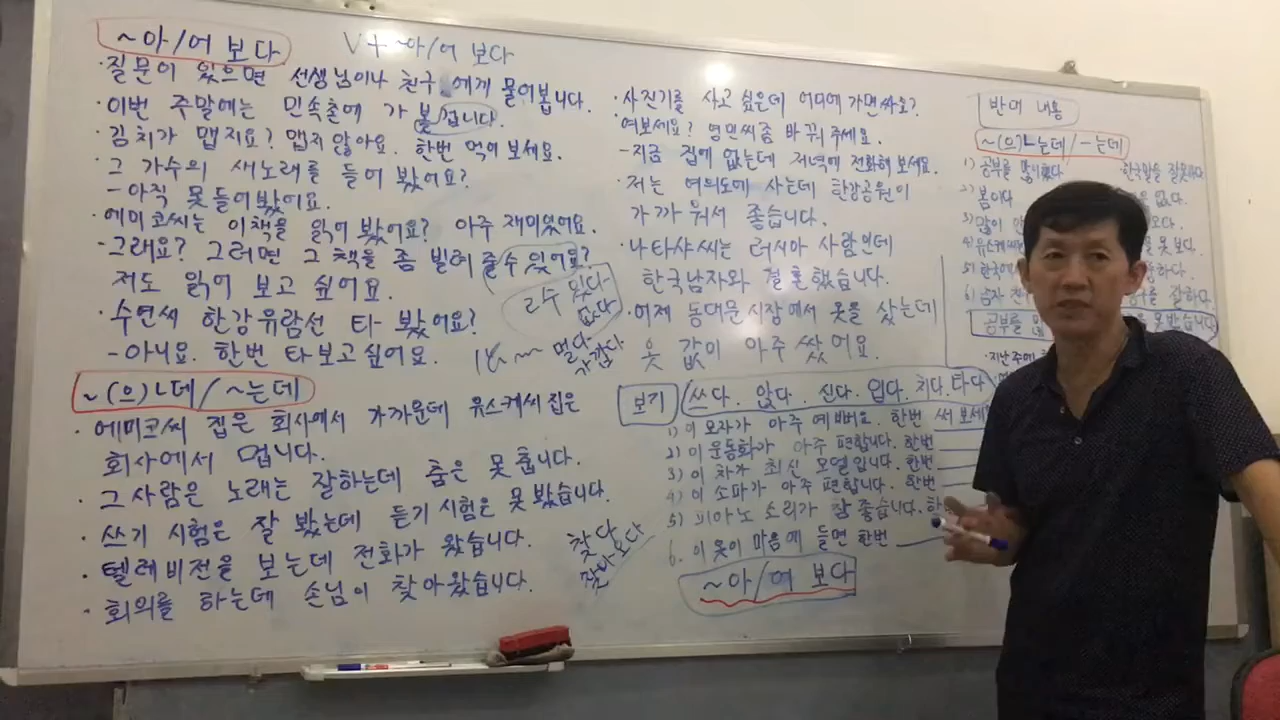 ~아/어 보다
V + ~아/어 보다
·질문이 있으면 선생님이나 친구에게 물어봅니다.
·이번 주말에는 민속촌에 가 볼 겁니다.
·김치가 맵지요? 맵지 않아요. 한번 먹어 보세요.
·그 가수의 새노래를 들어 봤어요?
-아직 못 들어봤어요.
·에미코씨는 이책을 읽어 봤어요? 아주 재미있어요.
-그래요? 그러면 그 책을 좀 빌려 줄 수 있어요?
저도 읽어 보고 싶어요.
ㄹ수 있다
없다
·수연씨 한강유람선 타 봤어요?
-아니요. 한번 타보고싶어요.
멀다
가깝다
~(으)ㄴ데/~는데
·에미코씨 집은 회사에서 가까운데 유스케씨 집은
회사에서 멉니다.
·그사람은 노래는 잘하는데 춤은 못 춥니다.
·쓰기 시험은 잘 봤는데 듣기 시험은 못 봤습니다.
·텔레비전을 보는데 전화가 왔습니다.
·회의를 하는데 손님이 찾아왔습니다.
찾다
찾아오다
·사진기를 사고 싶은데 어디에 가면 싸요?
·여보세요? 영민씨좀 바꿔 주세요.
-지금 집에 없는데 저녁에 전화해 보세요.
·저는 여의도에 사는데 한강공원이
가까워서 좋습니다.
·나타샤씨는 러시아 사람인데
한국남자와 결혼했습니다.
·어제 동대문시장에서 옷을 샀는데
옷 값이 아주 쌌어요.
보기
쓰다. 앉다. 신다. 입다. 치다. 타다
1) 이 모자가 아주 예뻐요. 한번 써 보세
2) 이 운동화가 아주 편합니다. 한번
3) 이 차가 최신 모델입니다. 한번
4) 이 소파가 아주 편합니다. 한번
5) 피아노 소리가 참 좋습니다. 한
6. 이 옷이 마음에 들면 한번
~아/어 보다
반대 내용
~(으)ㄴ는데/~는데
1) 공부를 많이했다 한국말을 잘못하다
2) 봄이다 없다.
3) 많이 오다.
4) 유스케씨 못 보다.
5) 한국에
6) 잘하다
공부를 못 봤습니다
·지난주에